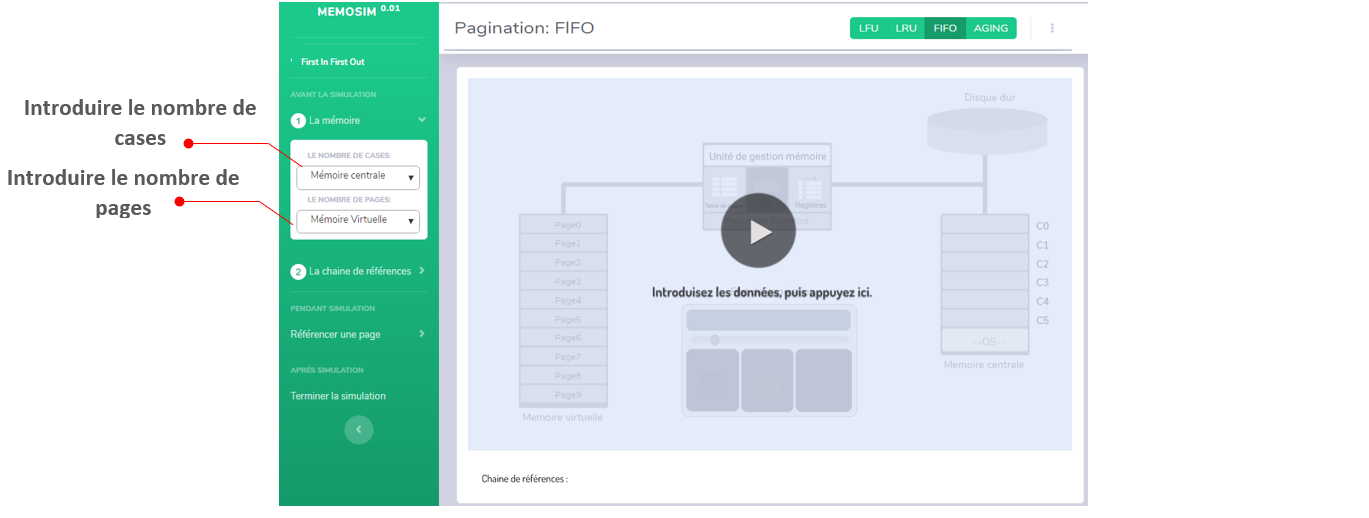 Introduire le nombre de
cases
Introduire le nombre de
pages
MEMOSIM 0.01
First In First Out
AVANT LA SIMULATION
1 La mémoire
LE NOMBRE DE CASES:
Mémoire centrale
LE NOMBRE DE PAGES:
Mémoire Virtuelle
2 La chaine de références
PENDANT SIMULATION
Référencer une page
APRÉS SIMULATION
Terminer la simulation
Pagination: FIFO
LFU LRU FIFO AGING
Disque dur
Unité de gestion mémoire
Registres
Page0
Page1
Page2
Page3
Page4
Page5
Page6
Page7
Page8
Page9
Memoire virtuelle
Introduisez les données, puis appuyez ici.
C0
C1
C2
C3
C4
C5
--OS--
Memoire centrale
Chaine de références :